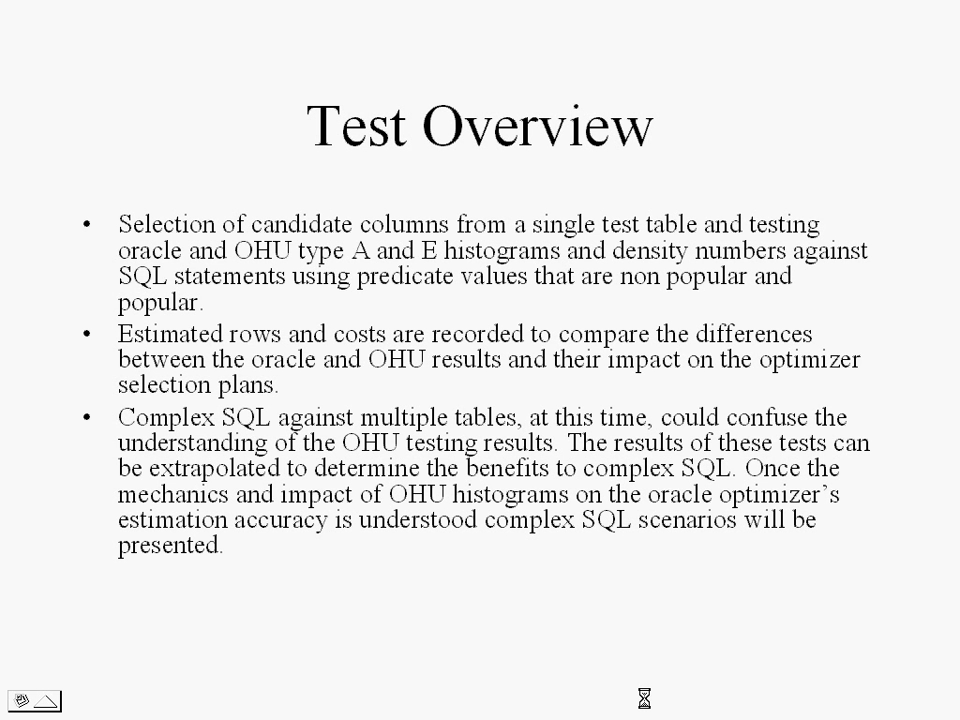 Test Overview
• Selection of candidate columns from a single test table and testing
oracle and OHU type A and E histograms and density numbers against
SQL statements using predicate values that are non popular and
popular.
• Estimated rows and costs are recorded to compare the differences
between the oracle and OHU results and their impact on the optimizer
selection plans.
• Complex SQL against multiple tables, at this time, could confuse the
understanding of the OHU testing results. The results of these tests can
be extrapolated to determine the benefits to complex SQL. Once the
mechanics and impact of OHU histograms on the oracle optimizer’s
estimation accuracy is understood complex SQL scenarios will be
presented.